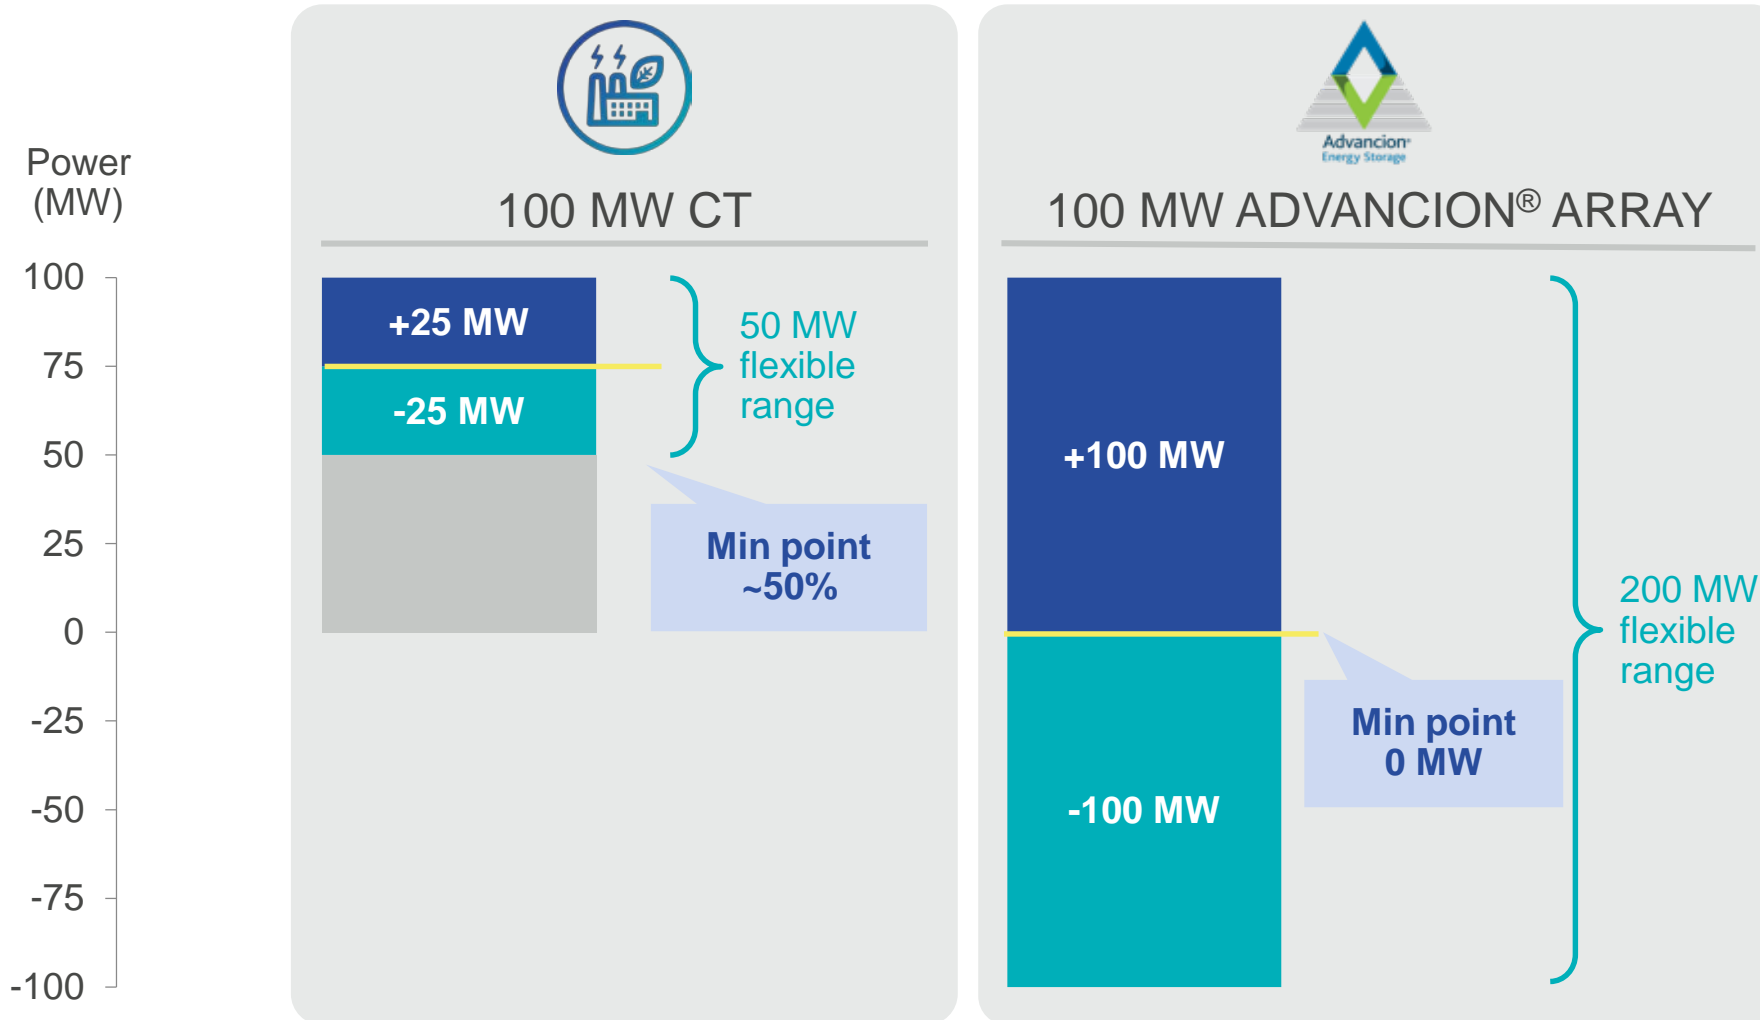 Power
(MW)
100
75
50
25
0
-25
-50
-75
-100
100 MW CT
+25 MW
-25 MW
50 MW
flexible
range
Min point
~50%
Advancion®
Energy Storage
100 MW ADVANCION® ARRAY
+100 MW
-100 MW
Min point
0 MW
200 MW
flexible
range